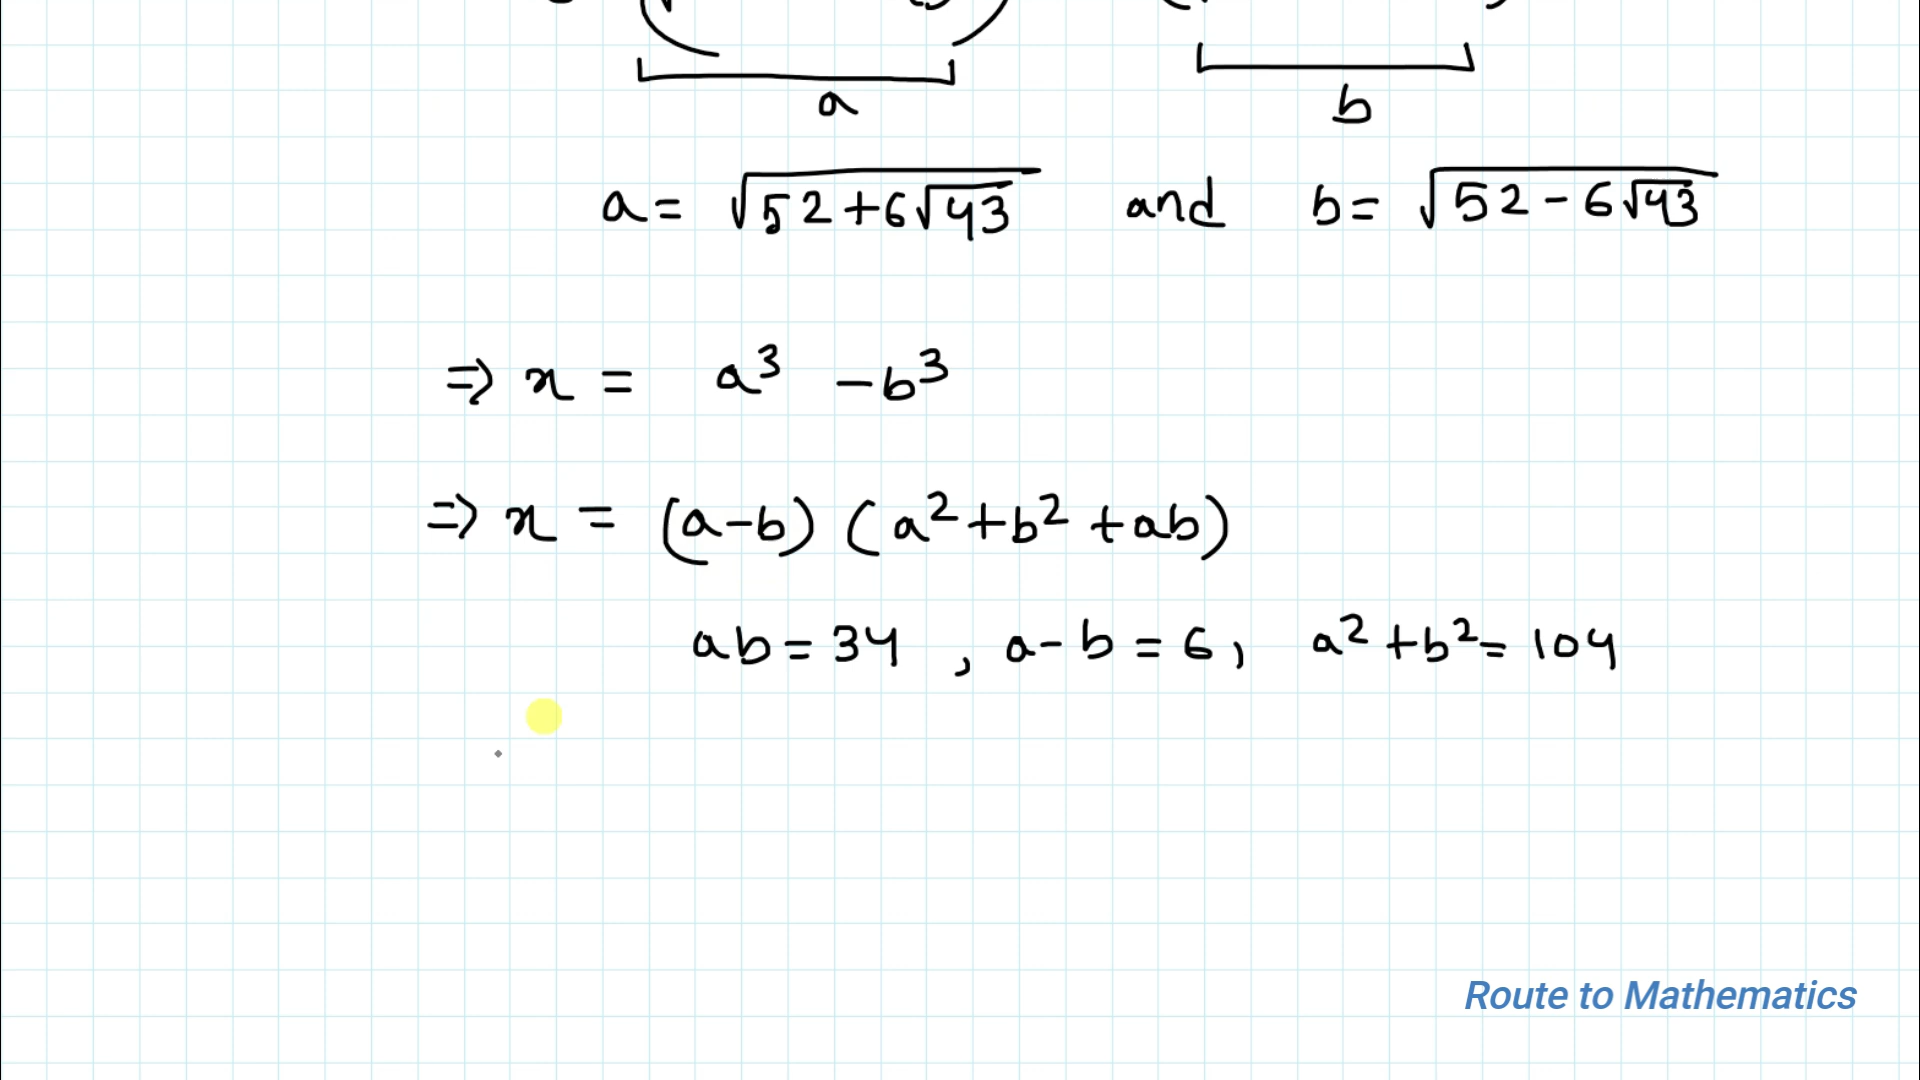 a b
a = √(52+6√43) and b = √(52-6√43)
⇒ x = a³ - b³
⇒ x = (a-b) (a²+b²+ab)
ab = 34 , a-b = 6, a²+b² = 104
Route to Mathematics